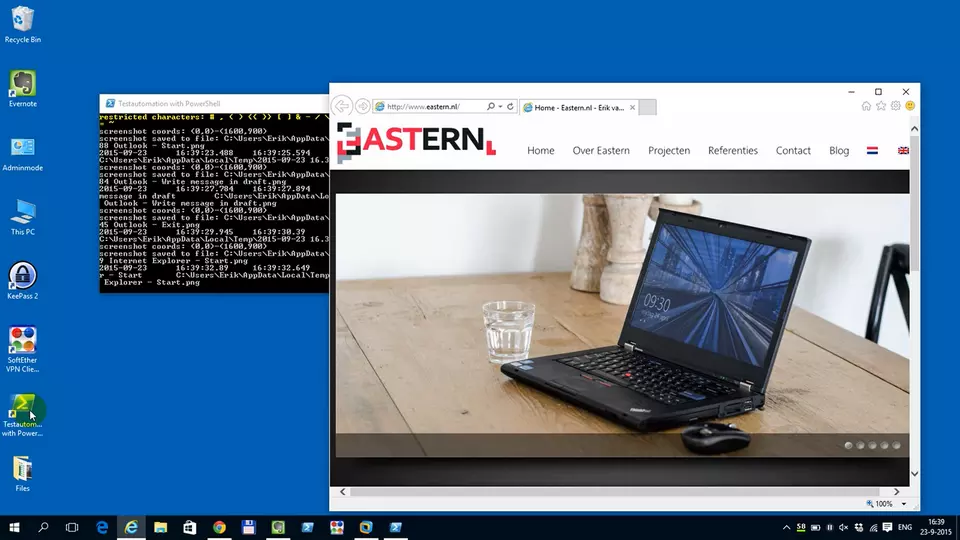 Recycle Bin
Evernote
Adminmode
This PC
KeePass 2
SoftEther
VPN Clie...
Testautom...
with Power...
Files
Testautomation with PowerShell
restricted characters: # , { } ( ) [ ] & - / \
screenshot coords: (0,0)-(1600,900)
screenshot saved to file: C:\Users\Erik\AppData\
88 Outlook - Start.png
2015-09-23 16:39:23.488 16:39:25.594
C:\Users\Erik\AppData\Local\Temp\2015-09-23 16.3
screenshot coords: (0,0)-(1600,900)
screenshot saved to file: C:\Users\Erik\AppData\
84 Outlook - Write message in draft.png
2015-09-23 16:39:27.784 16:39:27.894
message in draft C:\Users\Erik\AppData\Lo
Outlook - Write message in draft.png
screenshot coords: (0,0)-(1600,900)
screenshot saved to file: C:\Users\Erik\AppData\
45 Outlook - Exit.png
2015-09-23 16:39:29.945 16:39:30.39
C:\Users\Erik\AppData\Local\Temp\2015-09-23 16.3
screenshot coords: (0,0)-(1600,900)
screenshot saved to file: C:\Users\Erik\AppData\
9 Internet Explorer - Start.png
2015-09-23 16:39:32.89 16:39:32.649
r - Start C:\Users\Erik\AppData\Local\Tem
Explorer - Start.png
http://www.eastern.nl/
Home - Eastern.nl - Erik va...
EASTERN NL
Home Over Eastern Projecten Referenties Contact Blog
09:30
100%
ENG
16:39
23-9-2015